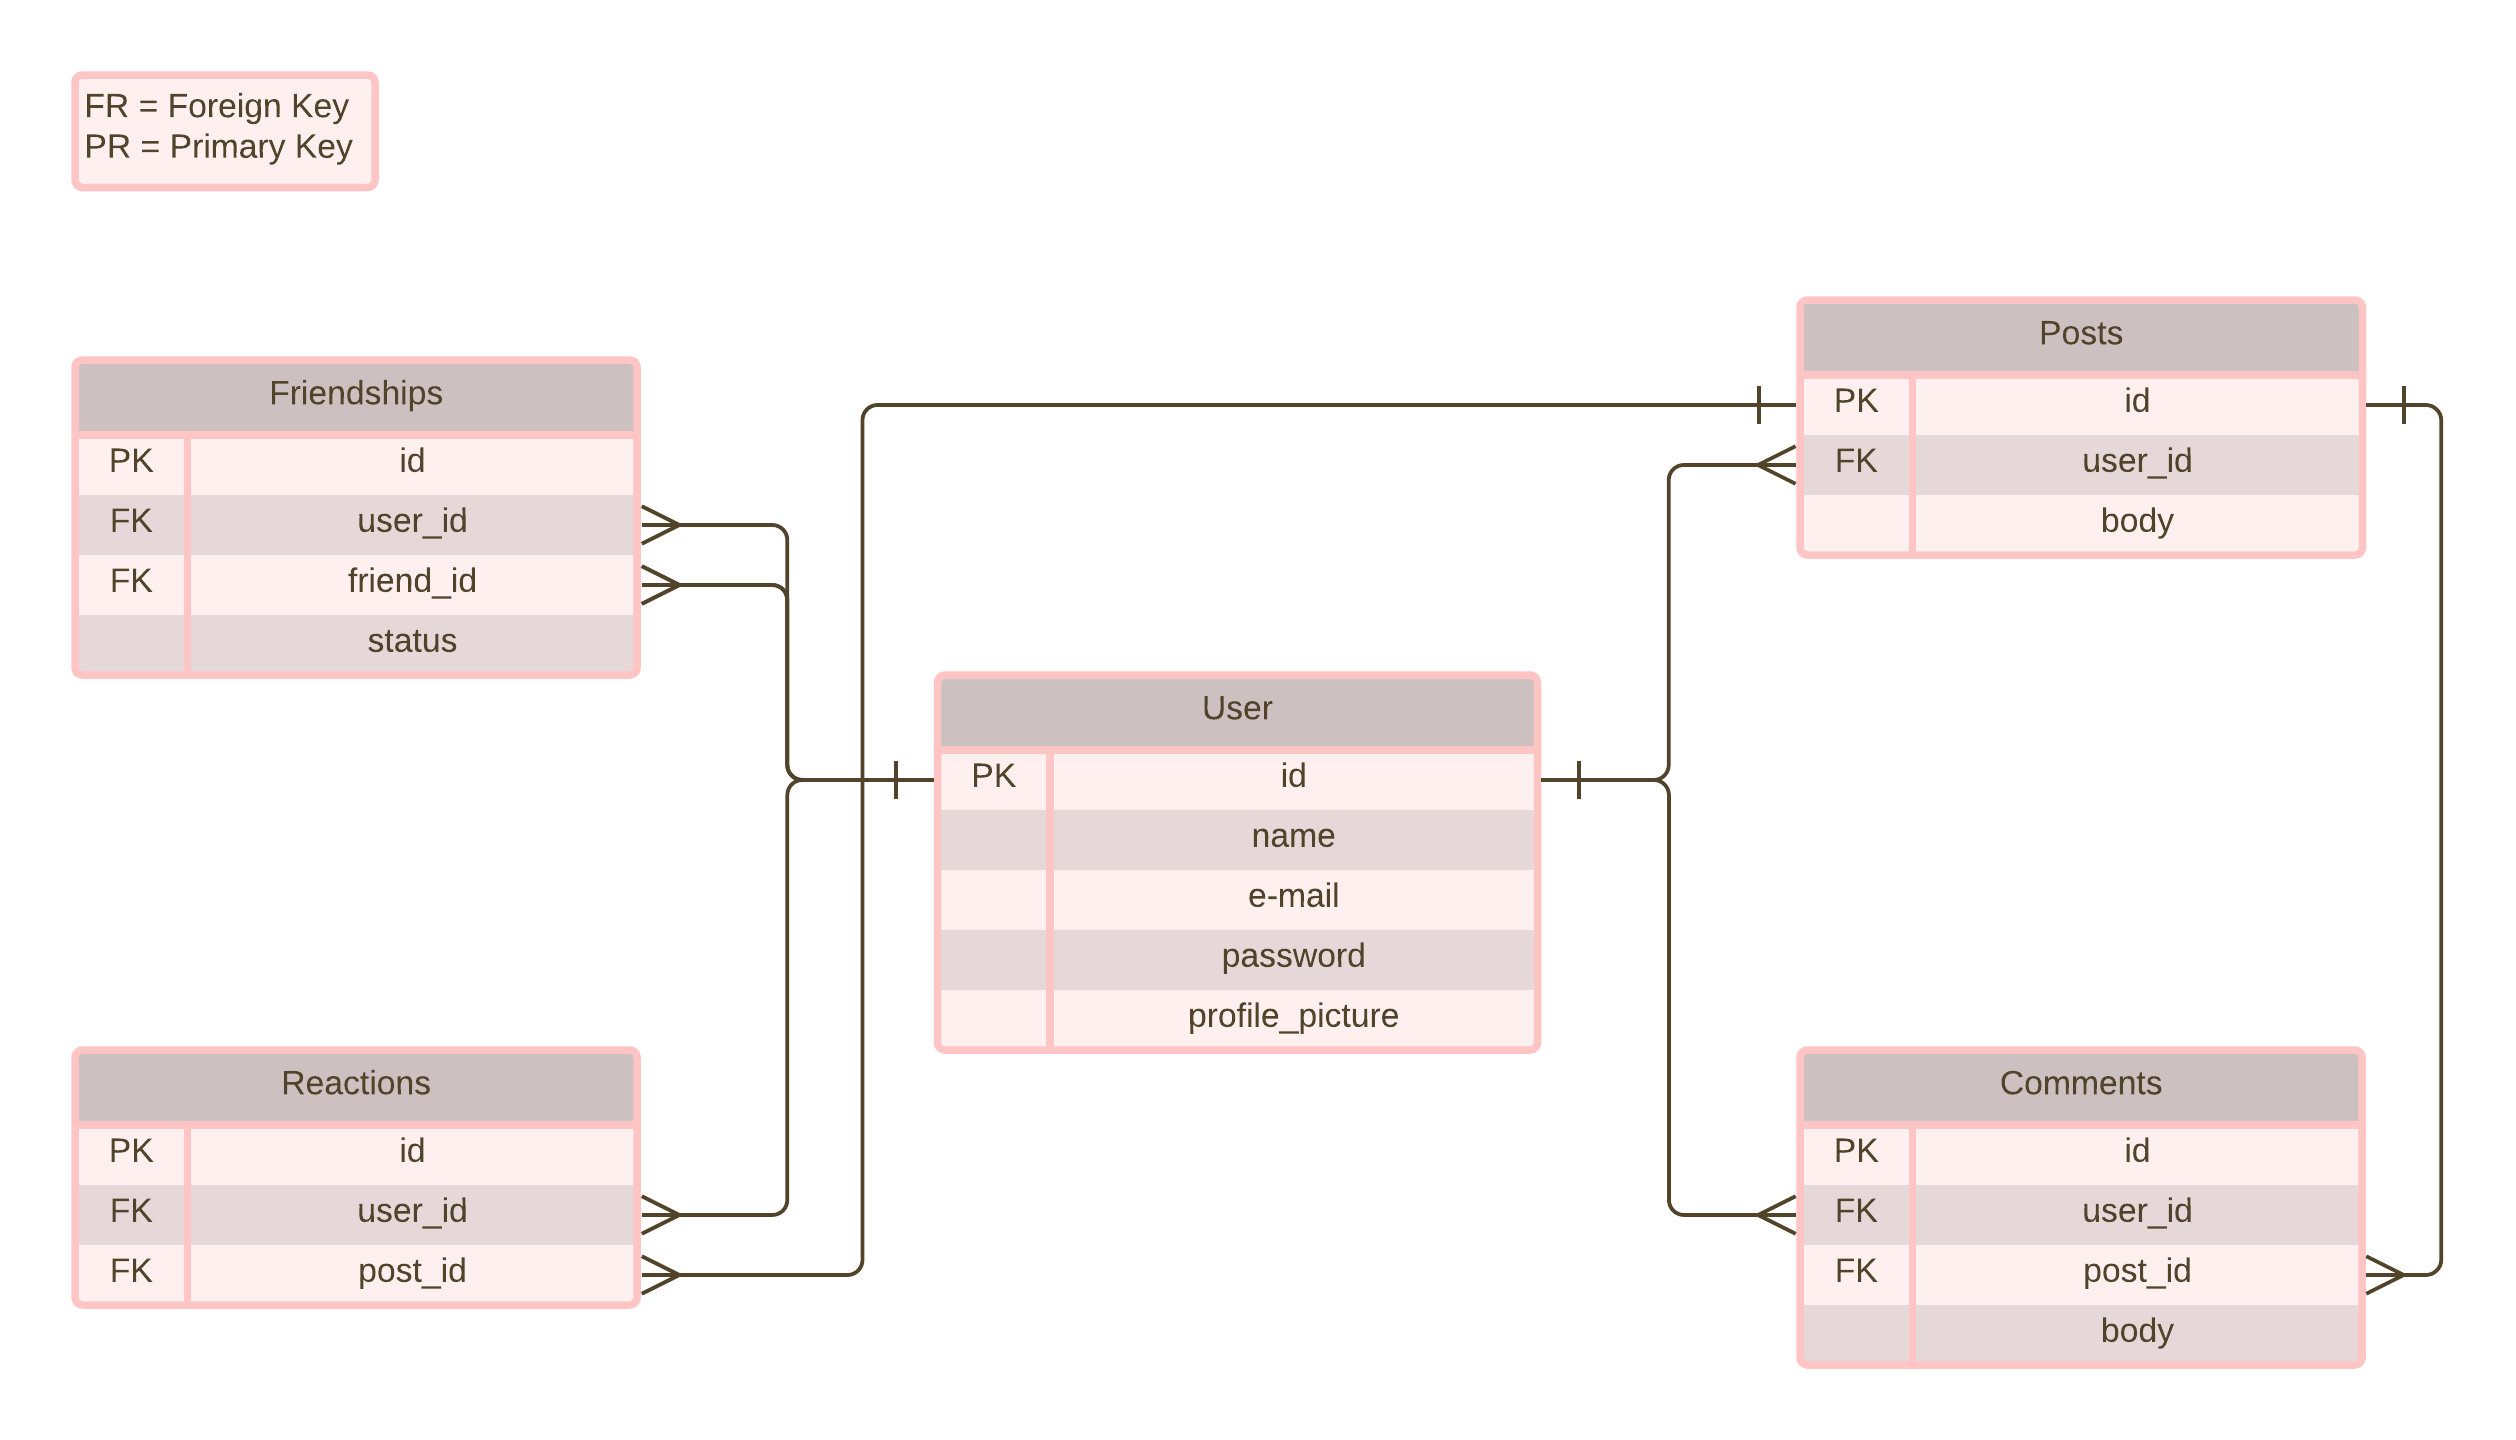 FR = Foreign Key
PR = Primary Key
Friendships
PK id
FK user_id
FK friend_id
status
Reactions
PK id
FK user_id
FK post_id
User
PK id
name
e-mail
password
profile_picture
Posts
PK id
FK user_id
body
Comments
PK id
FK user_id
FK post_id
body